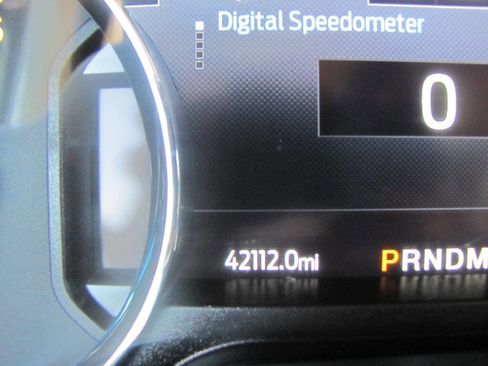 Digital Speedometer
0
42112.0mi
PRNDM